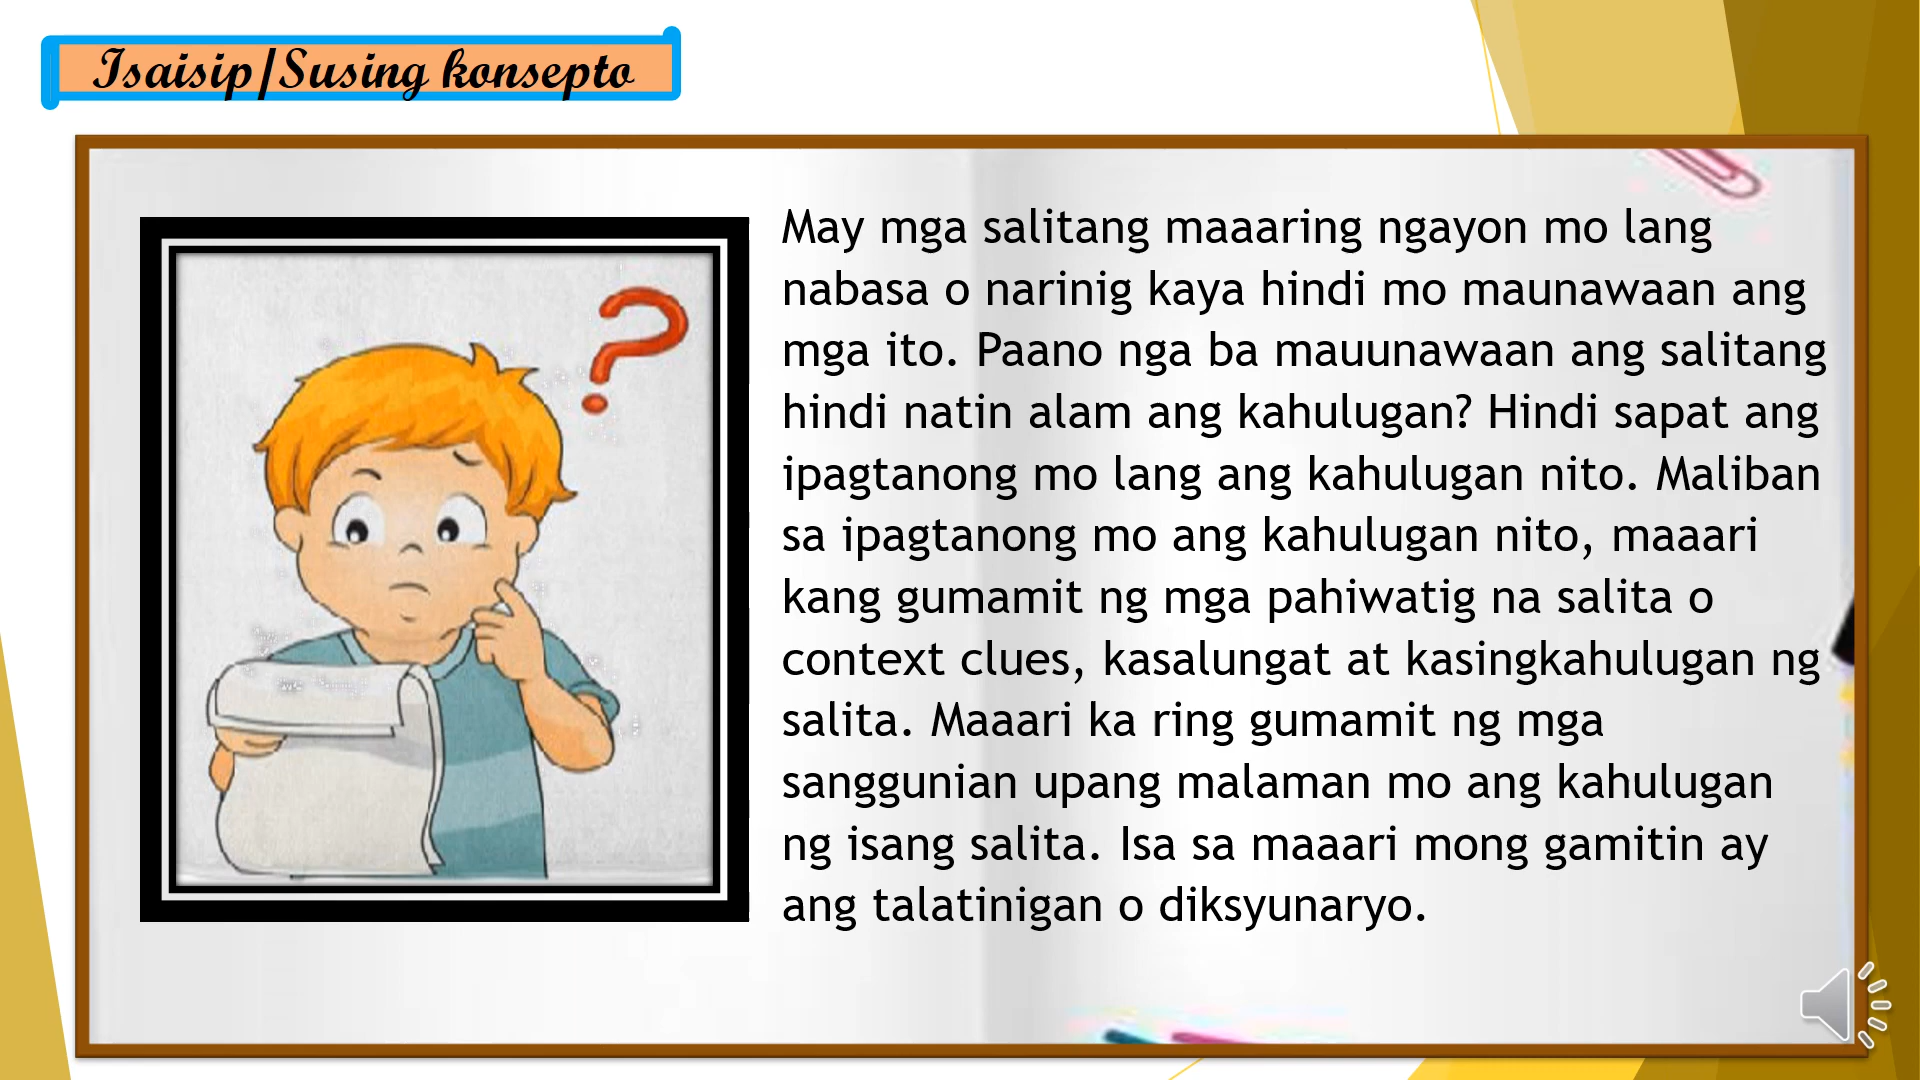 Isaisip/Susing konsepto
May mga salitang maaaring ngayon mo lang
nabasa o narinig kaya hindi mo maunawaan ang
mga ito. Paano nga ba mauunawaan ang salitang
hindi natin alam ang kahulugan? Hindi sapat ang
ipagtanong mo lang ang kahulugan nito. Maliban
sa ipagtanong mo ang kahulugan nito, maaari
kang gumamit ng mga pahiwatig na salita o
context clues, kasalungat at kasingkahulugan ng
salita. Maaari ka ring gumamit ng mga
sanggunian upang malaman mo ang kahulugan
ng isang salita. Isa sa maaari mong gamitin ay
ang talatinigan o diksyunaryo.